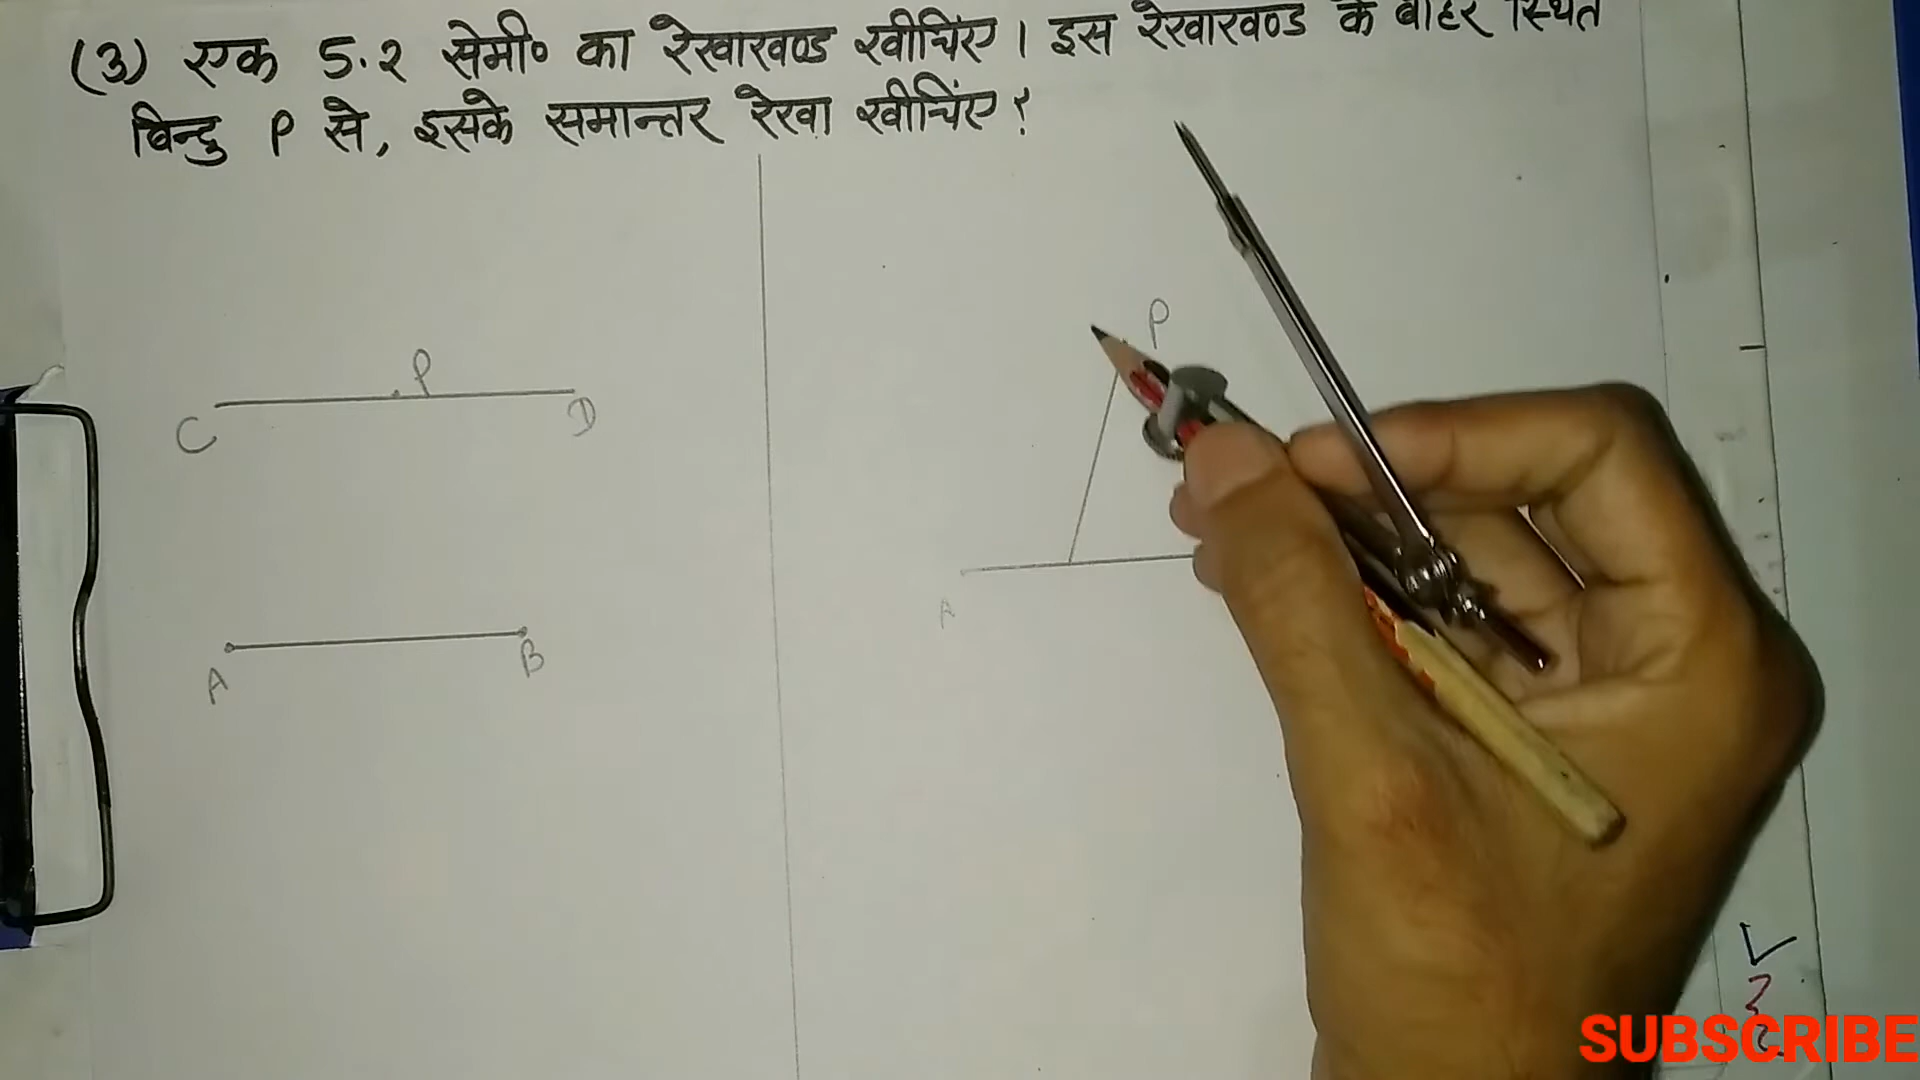 (3) एक 5.2 सेमी० का रेखाखण्ड खीचिंए। इस रेखाखण्ड के बाहर स्थित
बिन्दु P से, इसके समान्तर रेखा खीचिंए?
P
P
C
D
A
A
B
SUBSCRIBE